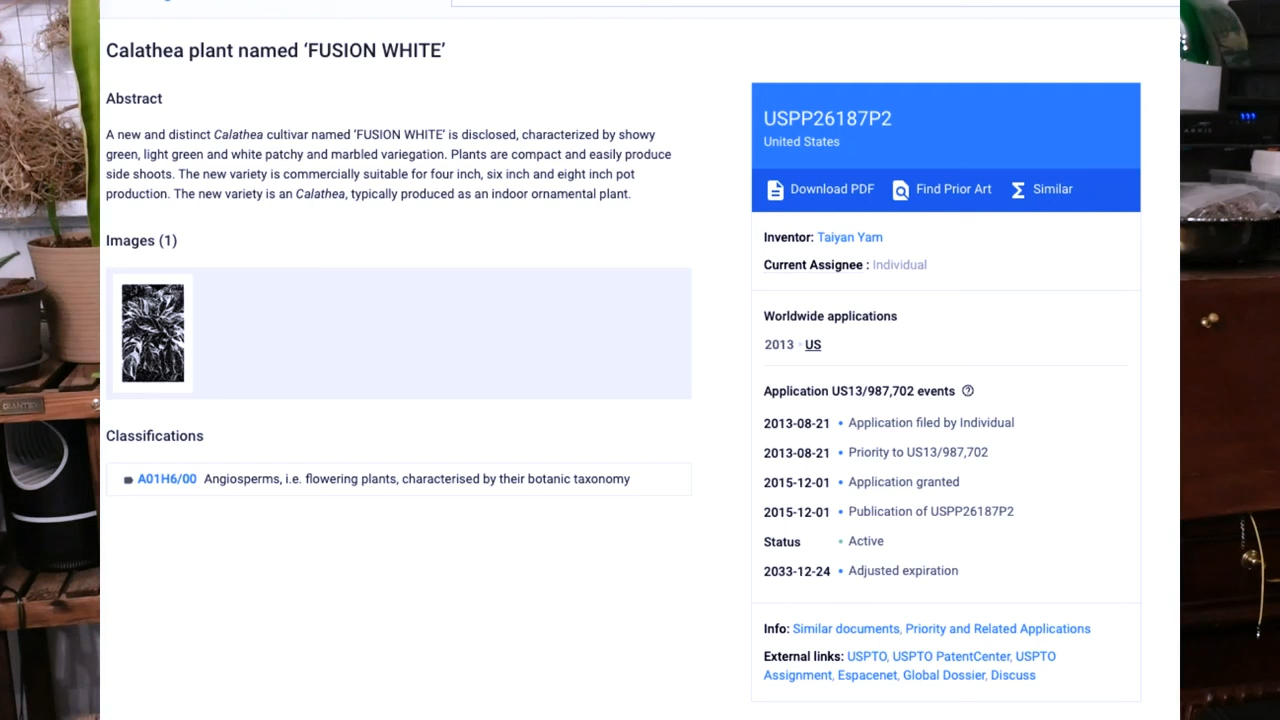 Calathea plant named ‘FUSION WHITE’
Abstract
A new and distinct Calathea cultivar named ‘FUSION WHITE’ is disclosed, characterized by showy
green, light green and white patchy and marbled variegation. Plants are compact and easily produce
side shoots. The new variety is commercially suitable for four inch, six inch and eight inch pot
production. The new variety is an Calathea, typically produced as an indoor ornamental plant.
Images (1)
Classifications
A01H6/00 Angiosperms, i.e. flowering plants, characterised by their botanic taxonomy
USPP26187P2
United States
Download PDF Find Prior Art Similar
Inventor: Taiyan Yam
Current Assignee : Individual
Worldwide applications
2013 • US
Application US13/987,702 events
2013-08-21 • Application filed by Individual
2013-08-21 • Priority to US13/987,702
2015-12-01 • Application granted
2015-12-01 • Publication of USPP26187P2
Status • Active
2033-12-24 • Adjusted expiration
Info: Similar documents, Priority and Related Applications
External links: USPTO, USPTO PatentCenter, USPTO
Assignment, Espacenet, Global Dossier, Discuss